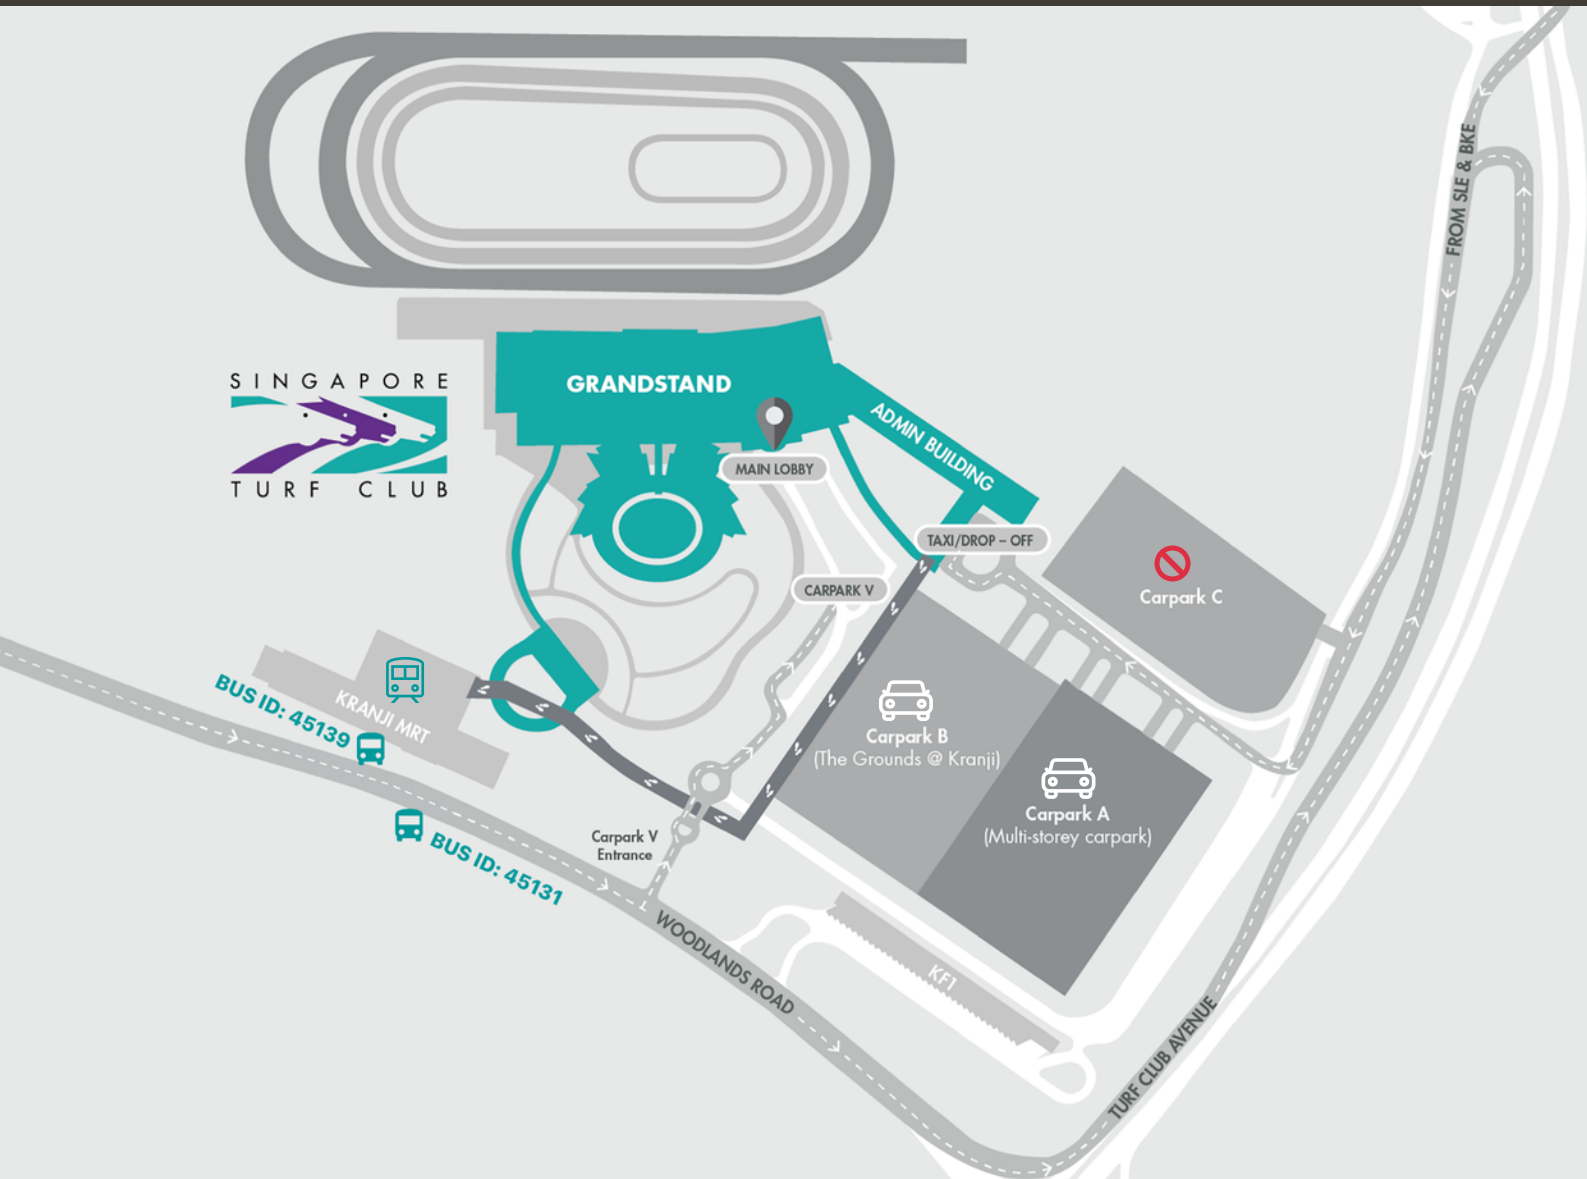 FROM SLE & BKE
SINGAPORE
TURF CLUB
GRANDSTAND
ADMIN BUILDING
MAIN LOBBY
TAXI/DROP – OFF
CARPARK V
Carpark C
KRANJI MRT
BUS ID: 45139
BUS ID: 45131
Carpark B
(The Grounds @ Kranji)
Carpark A
(Multi-storey carpark)
Carpark V
Entrance
WOODLANDS ROAD
KF1
TURF CLUB AVENUE